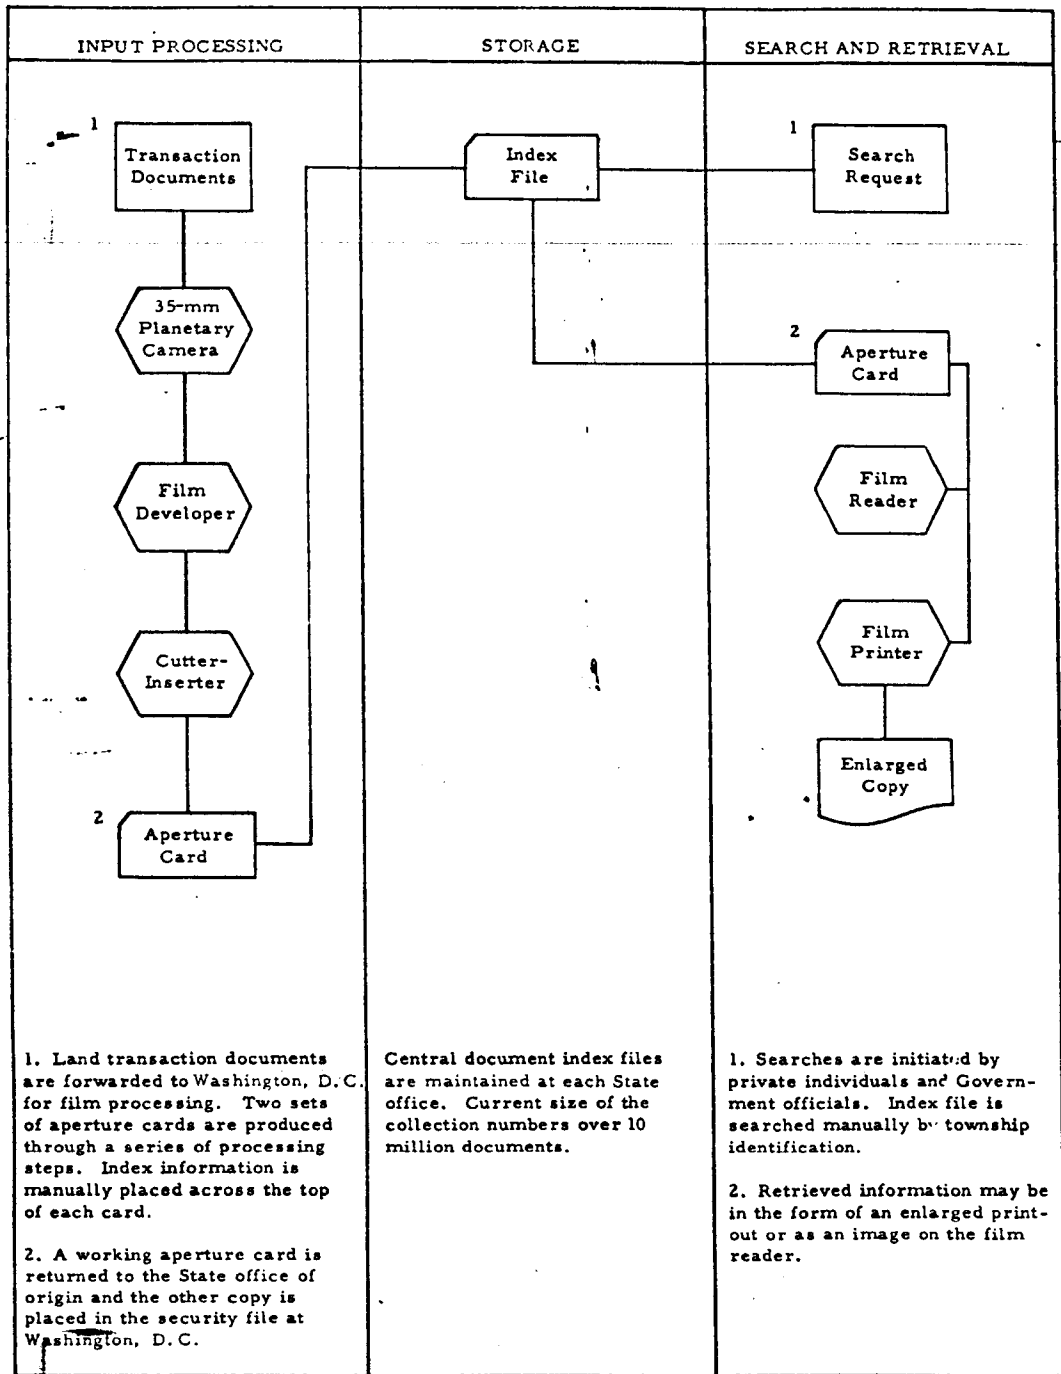 INPUT PROCESSING
STORAGE
SEARCH AND RETRIEVAL
1
Transaction
Documents
35-mm
Planetary
Camera
Film
Developer
Cutter-
Inserter
2
Aperture
Card
Index
File
1
Search
Request
2
Aperture
Card
Film
Reader
Film
Printer
Enlarged
Copy
1. Land transaction documents
are forwarded to Washington, D.C.
for film processing. Two sets
of aperture cards are produced
through a series of processing
steps. Index information is
manually placed across the top
of each card.
2. A working aperture card is
returned to the State office of
origin and the other copy is
placed in the security file at
Washington, D.C.
Central document index files
are maintained at each State
office. Current size of the
collection numbers over 10
million documents.
1. Searches are initiated by
private individuals and Govern-
ment officials. Index file is
searched manually by township
identification.
2. Retrieved information may be
in the form of an enlarged print-
out or as an image on the film
reader.